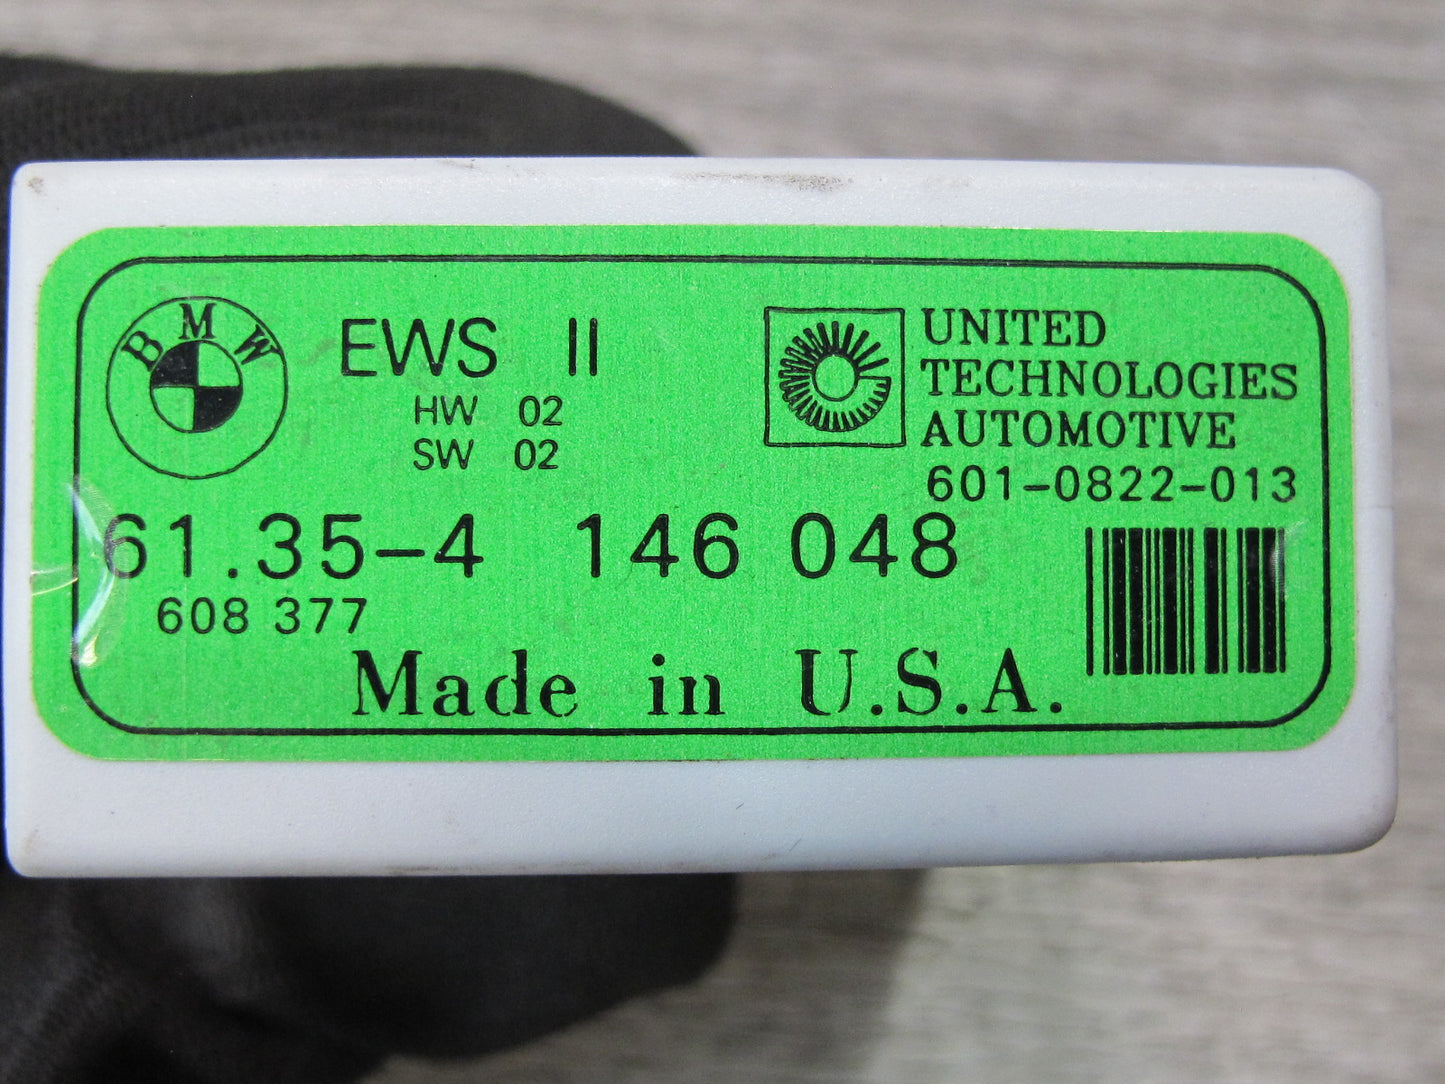 BMW
EWS II
HW 02
SW 02
UNITED
TECHNOLOGIES
AUTOMOTIVE
601-0822-013
61.35-4 146 048
608 377
Made in U.S.A.